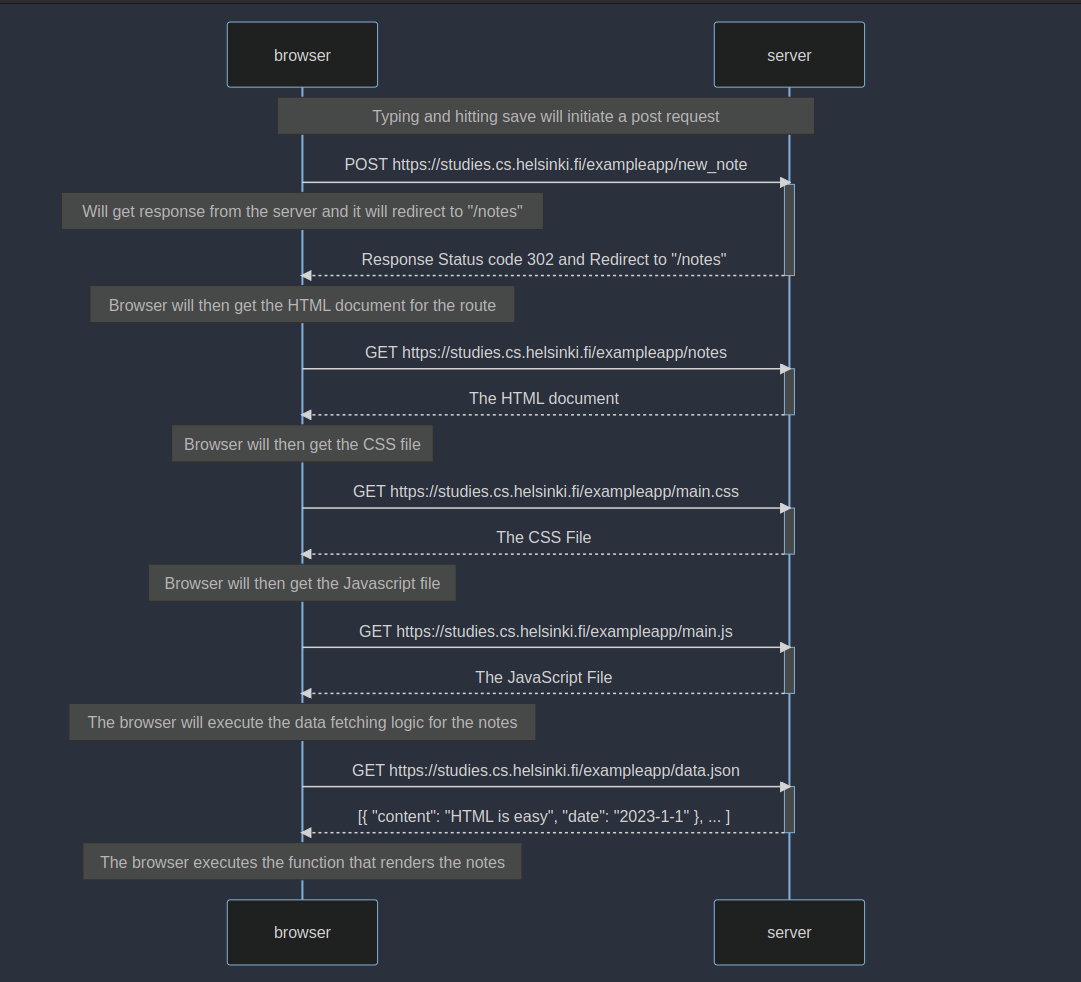 browser
server
Typing and hitting save will initiate a post request
POST https://studies.cs.helsinki.fi/exampleapp/new_note
Will get response from the server and it will redirect to "/notes"
Response Status code 302 and Redirect to "/notes"
Browser will then get the HTML document for the route
GET https://studies.cs.helsinki.fi/exampleapp/notes
The HTML document
Browser will then get the CSS file
GET https://studies.cs.helsinki.fi/exampleapp/main.css
The CSS File
Browser will then get the Javascript file
GET https://studies.cs.helsinki.fi/exampleapp/main.js
The JavaScript File
The browser will execute the data fetching logic for the notes
GET https://studies.cs.helsinki.fi/exampleapp/data.json
[{ "content": "HTML is easy", "date": "2023-1-1" }, ... ]
The browser executes the function that renders the notes
browser
server